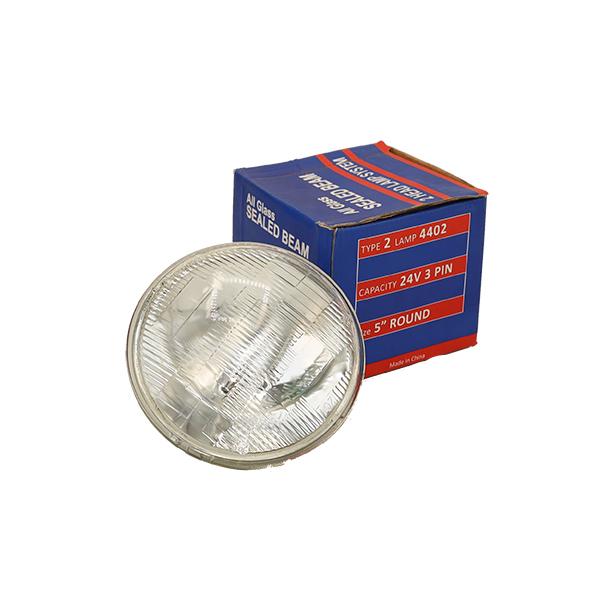 All Glass
SEALED BEAM
2 HEAD LAMP SYSTEM
All Glass
SEALED BEAM
TYPE 2 LAMP 4402
CAPACITY 24V 3 PIN
ze 5" ROUND
Made in China